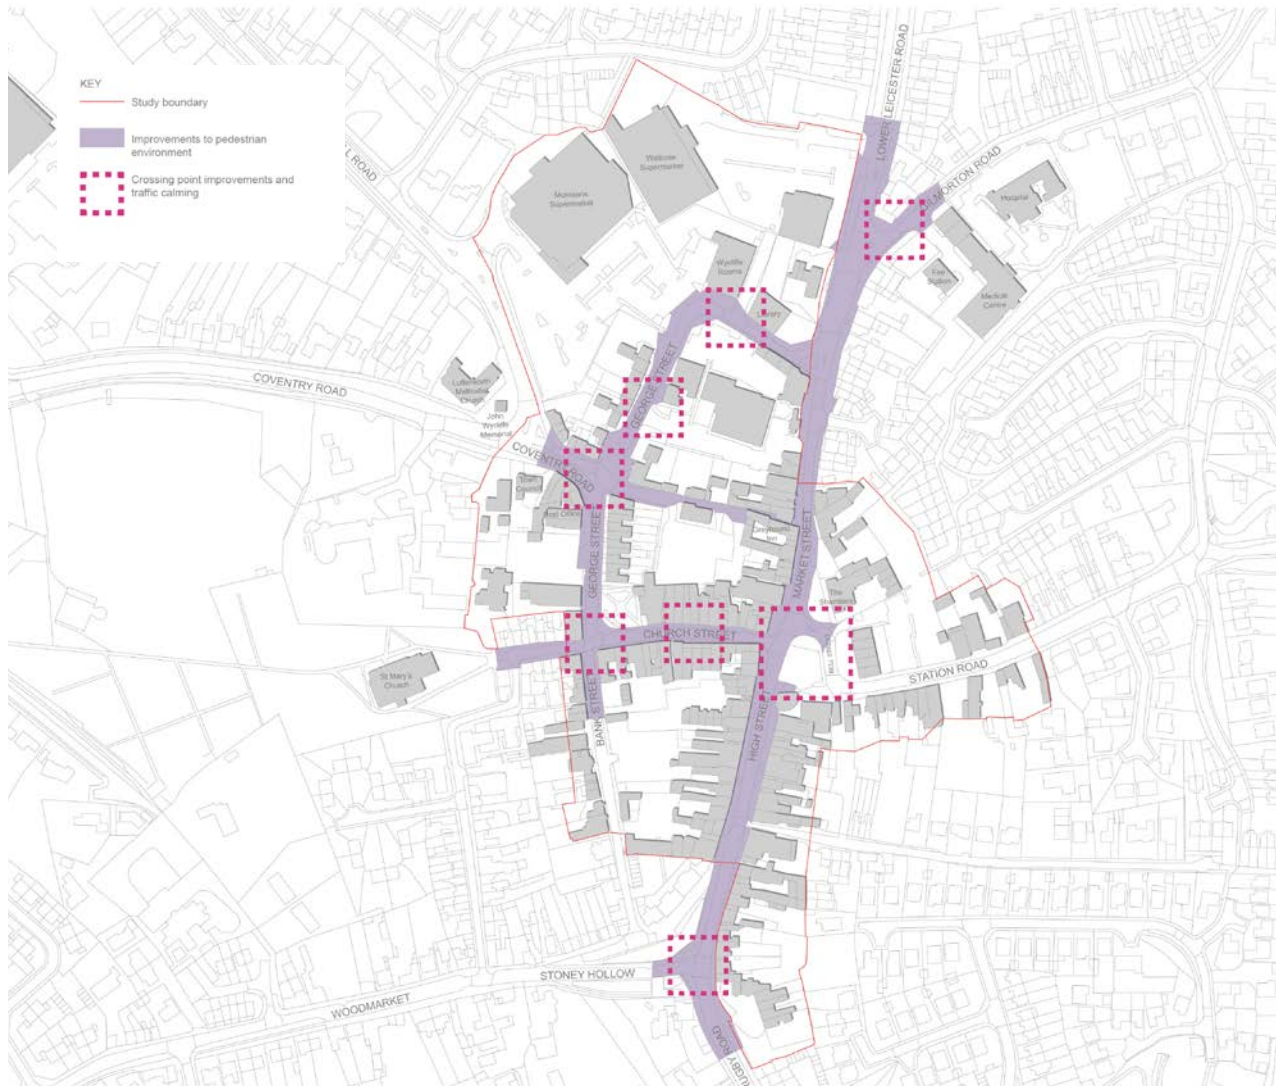 KEY
Study boundary
Improvements to pedestrian
environment
Crossing point improvements and
traffic calming
LOWER LEICESTER ROAD
GILMORTON ROAD
Hospital
Waitrose
Supermarket
Morrisons
Supermarket
Wycliffe
Rooms
Library
Fire
Station
Medical
Centre
COVENTRY ROAD
Lutterworth
Methodist
Church
John
Wycliffe
Memorial
GEORGE STREET
COVENTRY ROAD
Town
Council
Post Office
Greyhound
Inn
GEORGE STREET
MARKET STREET
The
Shambles
CHURCH STREET
STATION ROAD
St Mary's
Church
BANK STREET
HIGH STREET
STONEY HOLLOW
WOODMARKET
RUGBY ROAD